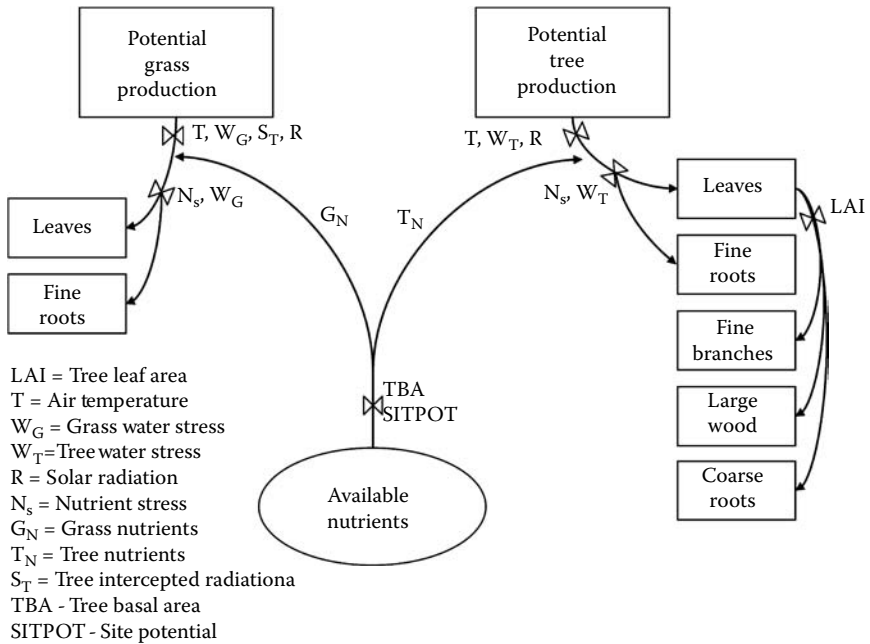 Potential
grass
production
Potential
tree
production
T, W_G, S_T, R
T, W_T, R
N_s, W_G
N_s, W_T
Leaves
Fine
roots
G_N
T_N
Leaves
LAI
Fine
roots
Fine
branches
Large
wood
Coarse
roots
TBA
SITPOT
Available
nutrients
LAI = Tree leaf area
T = Air temperature
W_G = Grass water stress
W_T=Tree water stress
R = Solar radiation
N_s = Nutrient stress
G_N = Grass nutrients
T_N = Tree nutrients
S_T = Tree intercepted radiationa
TBA - Tree basal area
SITPOT - Site potential